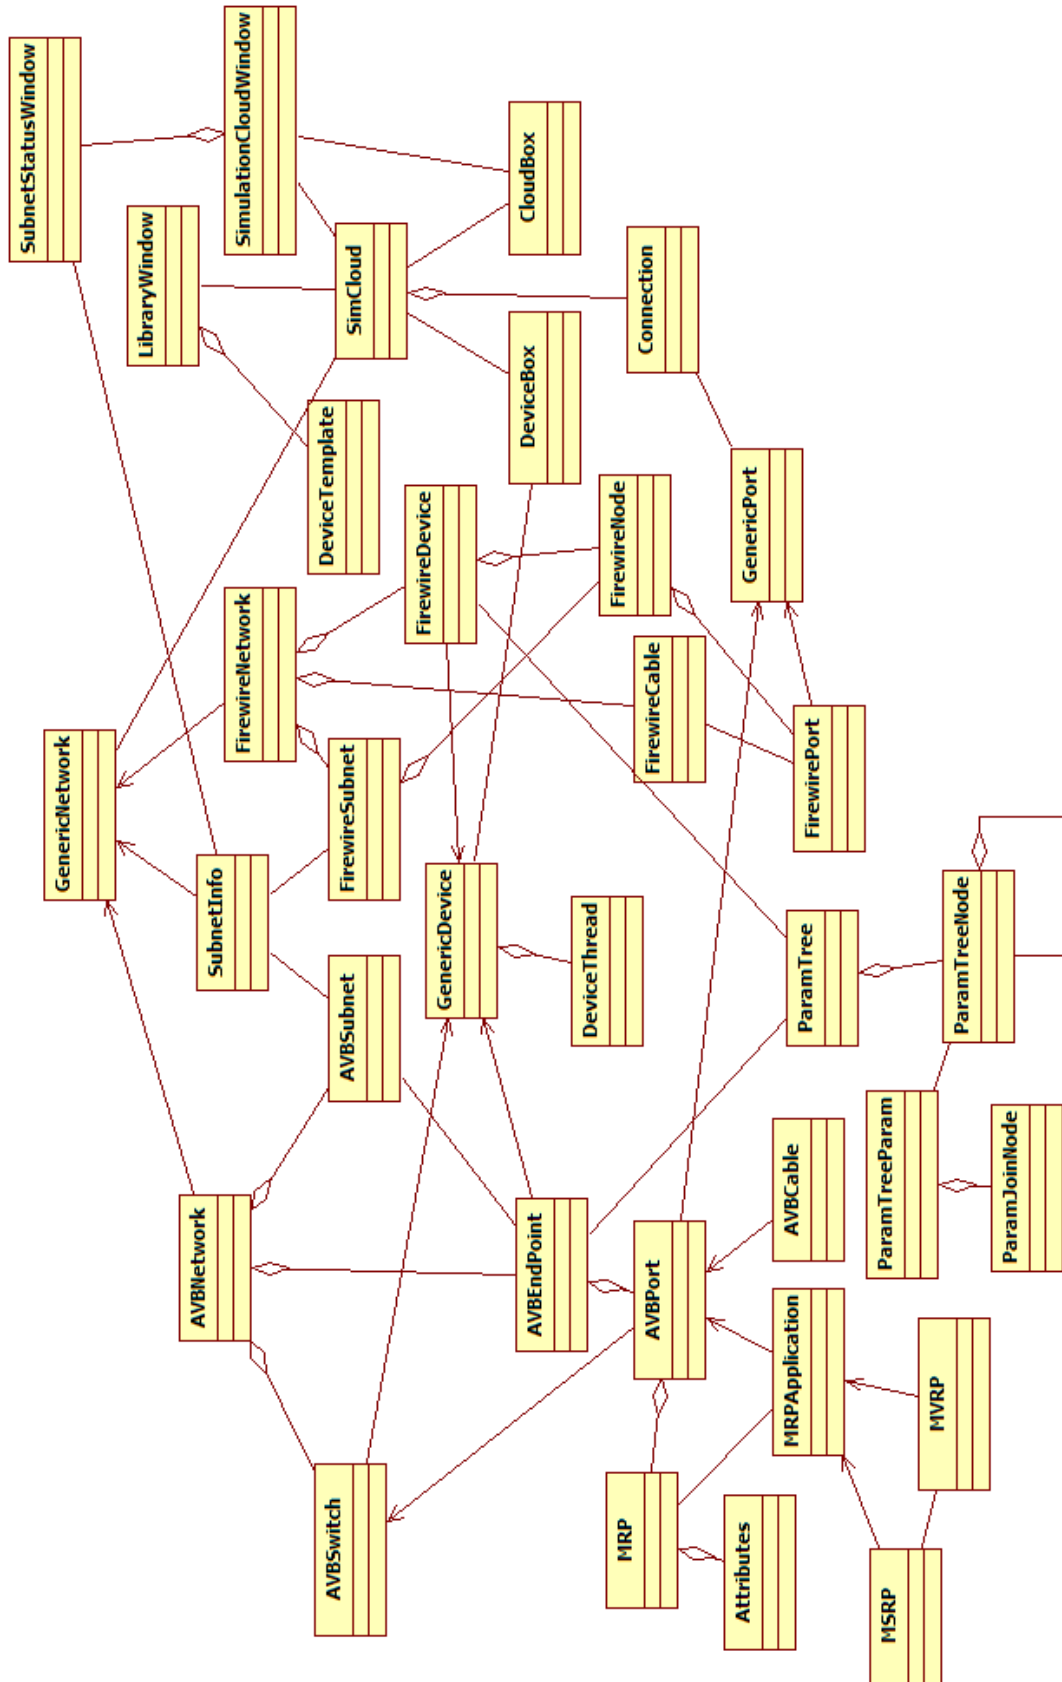 SubnetStatusWindow
SimulationCloudWindow
LibraryWindow
SimCloud
CloudBox
Connection
DeviceBox
DeviceTemplate
GenericPort
FirewireDevice
FirewireNode
FirewireNetwork
FirewireCable
FirewirePort
GenericNetwork
FirewireSubnet
SubnetInfo
GenericDevice
DeviceThread
AVBSubnet
ParamTree
ParamTreeNode
AVBNetwork
AVBEndPoint
AVBPort
AVBCable
ParamTreeParam
ParamJoinNode
MRPApplication
MVRP
AVBSwitch
MRP
Attributes
MSRP